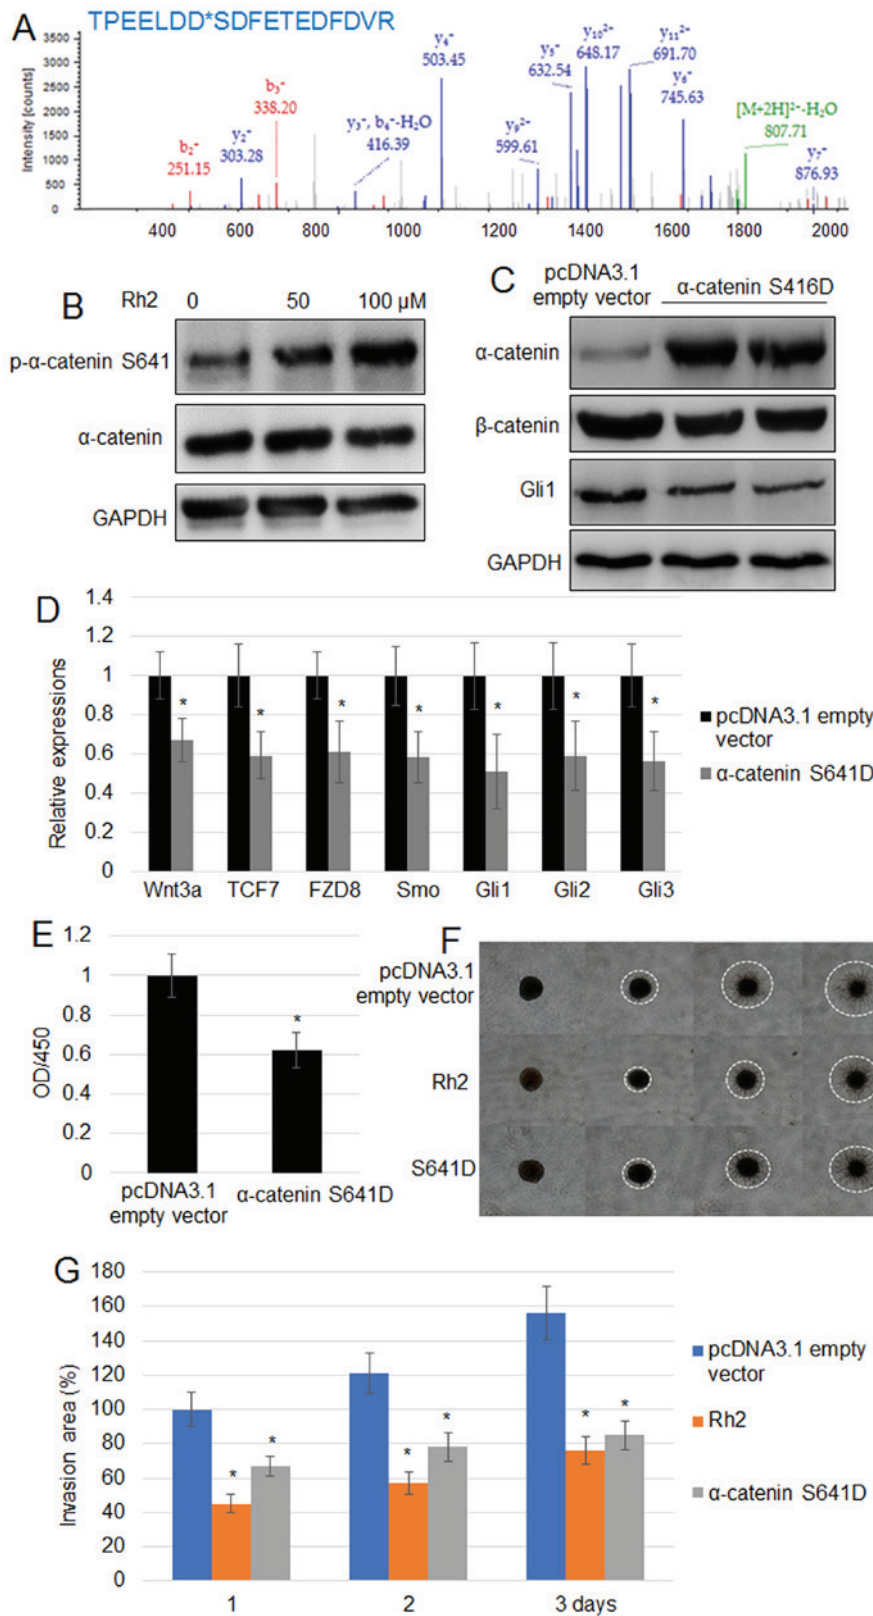 A
TPEELDD*SDFETEDFDVR
Intensity [counts]
3500
3000
2500
2000
1500
1000
500
0
b₂⁻
251.15
y₂⁻
303.28
b₃⁻
338.20
y₃⁻, b₄⁻-H₂O
416.39
y₄⁻
503.45
y₉²⁻
599.61
y₅⁻
632.54
y₁₀²⁻
648.17
y₁₁²⁻
691.70
y₆⁻
745.63
[M+2H]²⁻-H₂O
807.71
y₇⁻
876.93
400 600 800 1000 1200 1400 1600 1800 2000
B
Rh2 0 50 100 µM
p-α-catenin S641
α-catenin
GAPDH
C
pcDNA3.1
empty vector
α-catenin S416D
α-catenin
β-catenin
Gli1
GAPDH
D
Relative expressions
1.4
1.2
1
0.8
0.6
0.4
0.2
0
* * * * * * *
Wnt3a TCF7 FZD8 Smo Gli1 Gli2 Gli3
pcDNA3.1 empty
vector
α-catenin S641D
E
OD/450
1.2
1
0.8
0.6
0.4
0.2
0
*
pcDNA3.1
empty vector
α-catenin S641D
F
pcDNA3.1
empty vector
Rh2
S641D
G
Invasion area (%)
180
160
140
120
100
80
60
40
20
0
* * * * * *
1 2 3 days
pcDNA3.1 empty
vector
Rh2
α-catenin S641D